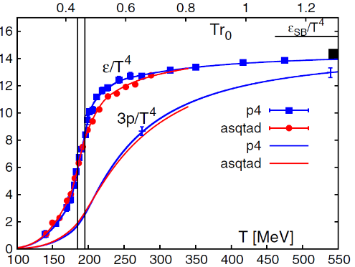 0.4 0.6 0.8 1 1.2
Tr₀ ε_SB/T⁴
16
14
12
10
8
6
4
2
0
ε/T⁴
3p/T⁴
p4
asqtad
p4
asqtad
T [MeV]
100 150 200 250 300 350 400 450 500 550